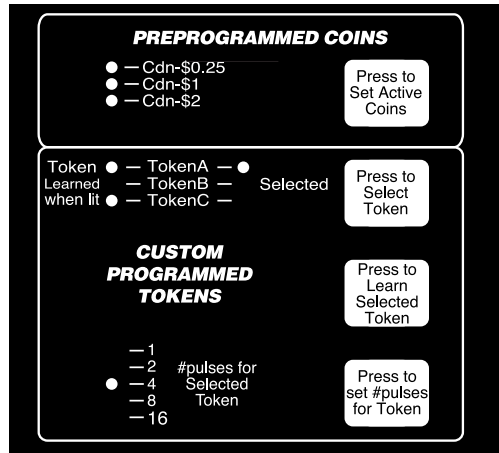 PREPROGRAMMED COINS
Cdn-$0.25
Cdn-$1
Cdn-$2
Press to
Set Active
Coins
Token
Learned
when lit
TokenA
TokenB
TokenC
Selected
Press to
Select
Token
CUSTOM
PROGRAMMED
TOKENS
Press to
Learn
Selected
Token
1
2
4
8
16
#pulses for
Selected
Token
Press to
set #pulses
for Token